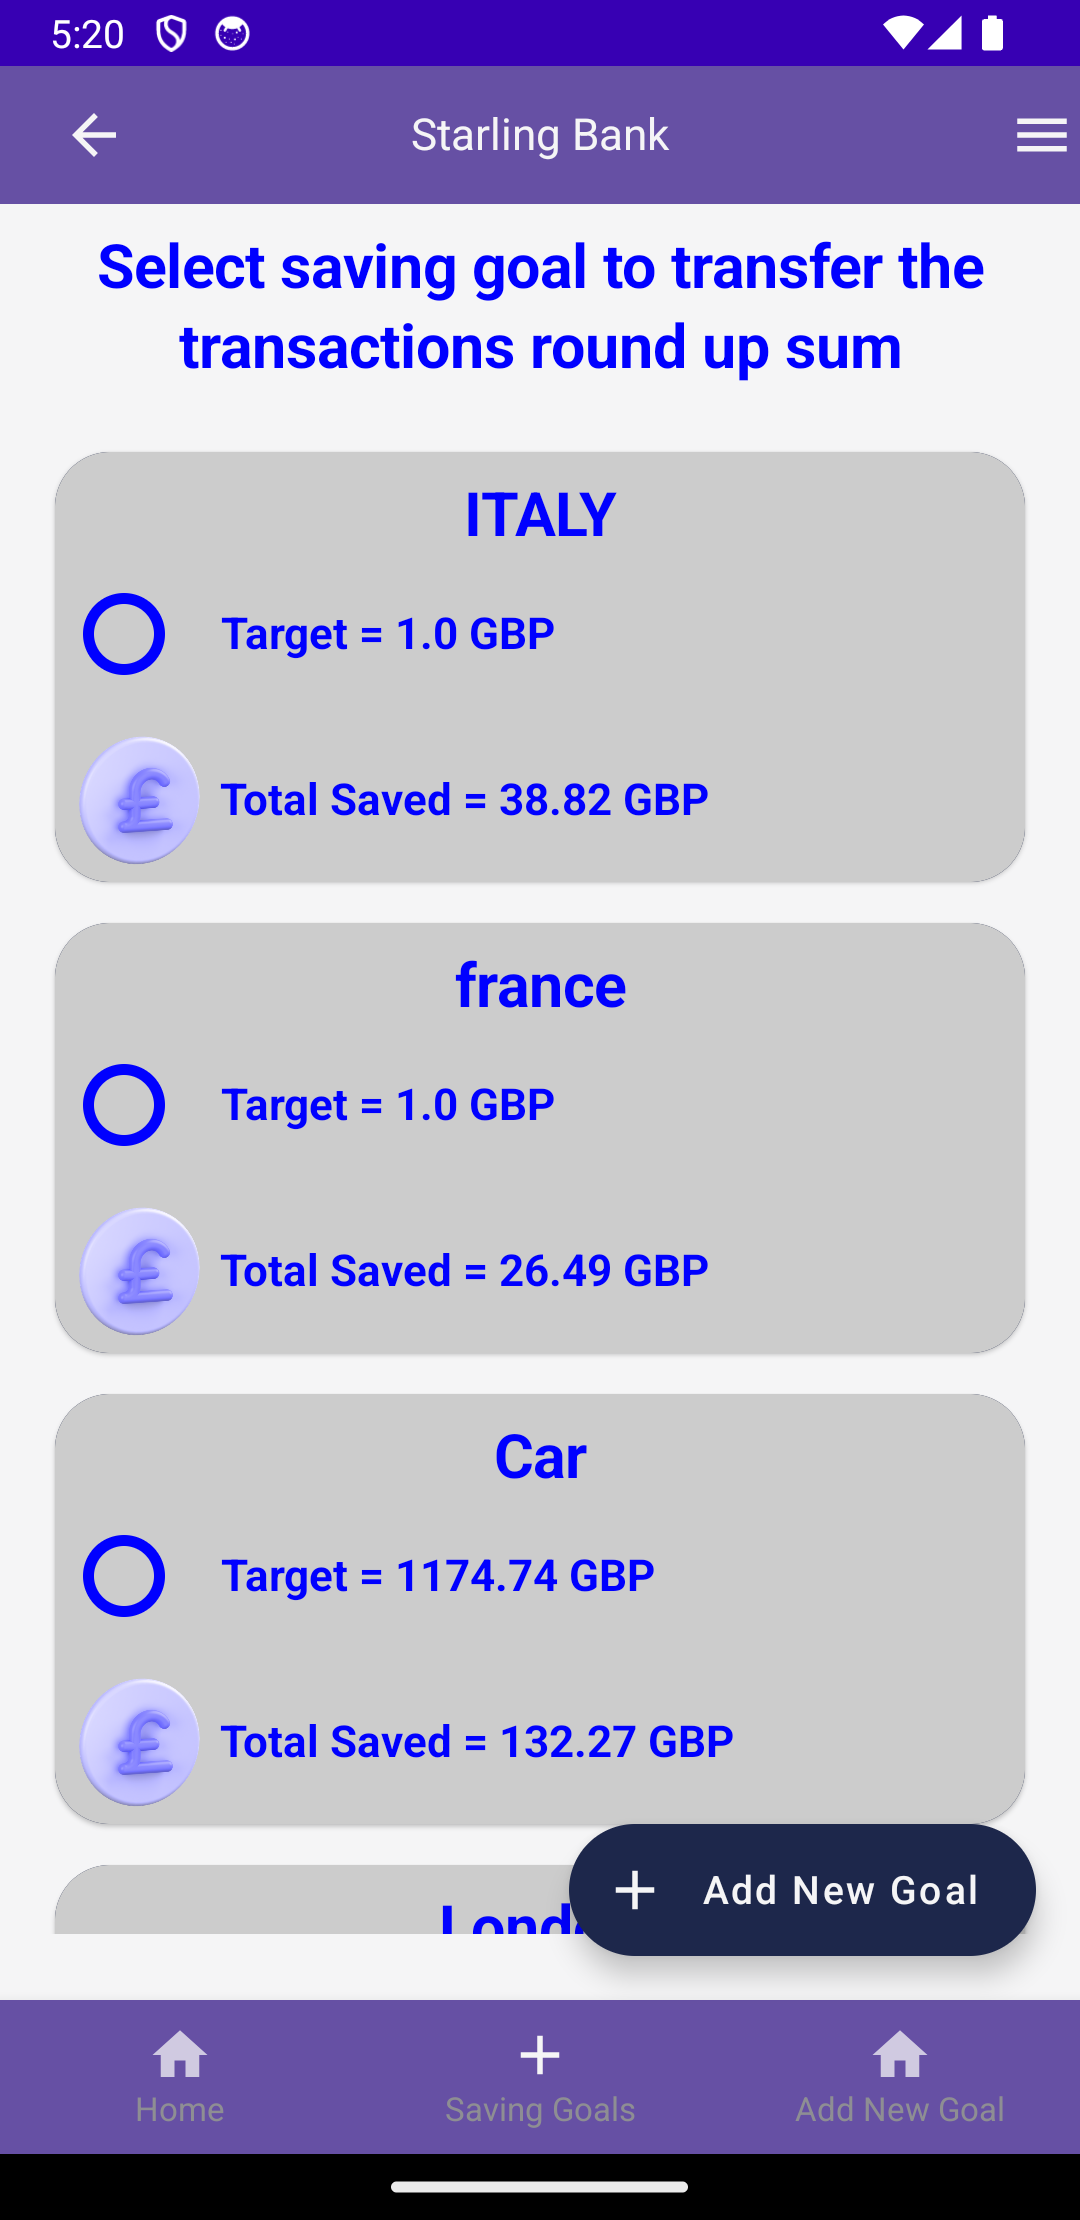 5:20
Starling Bank
Select saving goal to transfer the
transactions round up sum
ITALY
Target = 1.0 GBP
£
Total Saved = 38.82 GBP
france
Target = 1.0 GBP
£
Total Saved = 26.49 GBP
Car
Target = 1174.74 GBP
£
Total Saved = 132.27 GBP
Add New Goal
Home
Saving Goals
Add New Goal